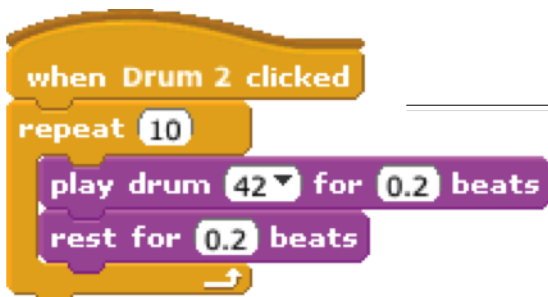 when Drum 2 clicked
repeat 10
play drum 42 for 0.2 beats
rest for 0.2 beats